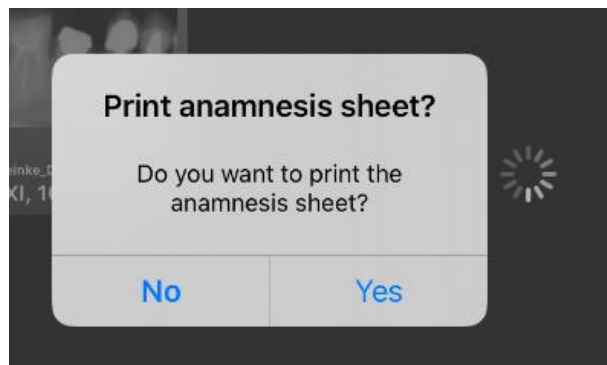 Print anamnesis sheet?
Do you want to print the
anamnesis sheet?
No
Yes